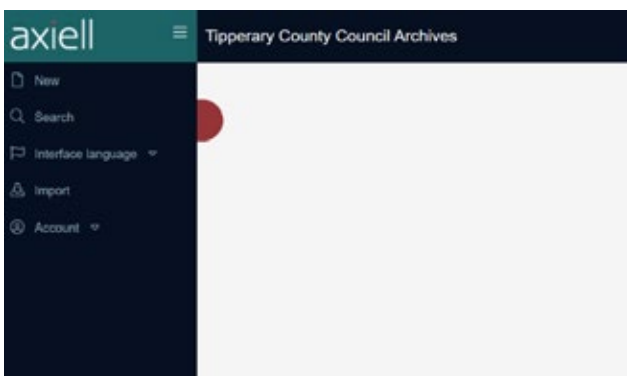 axiell
Tipperary County Council Archives
New
Search
Interface language
Import
Account